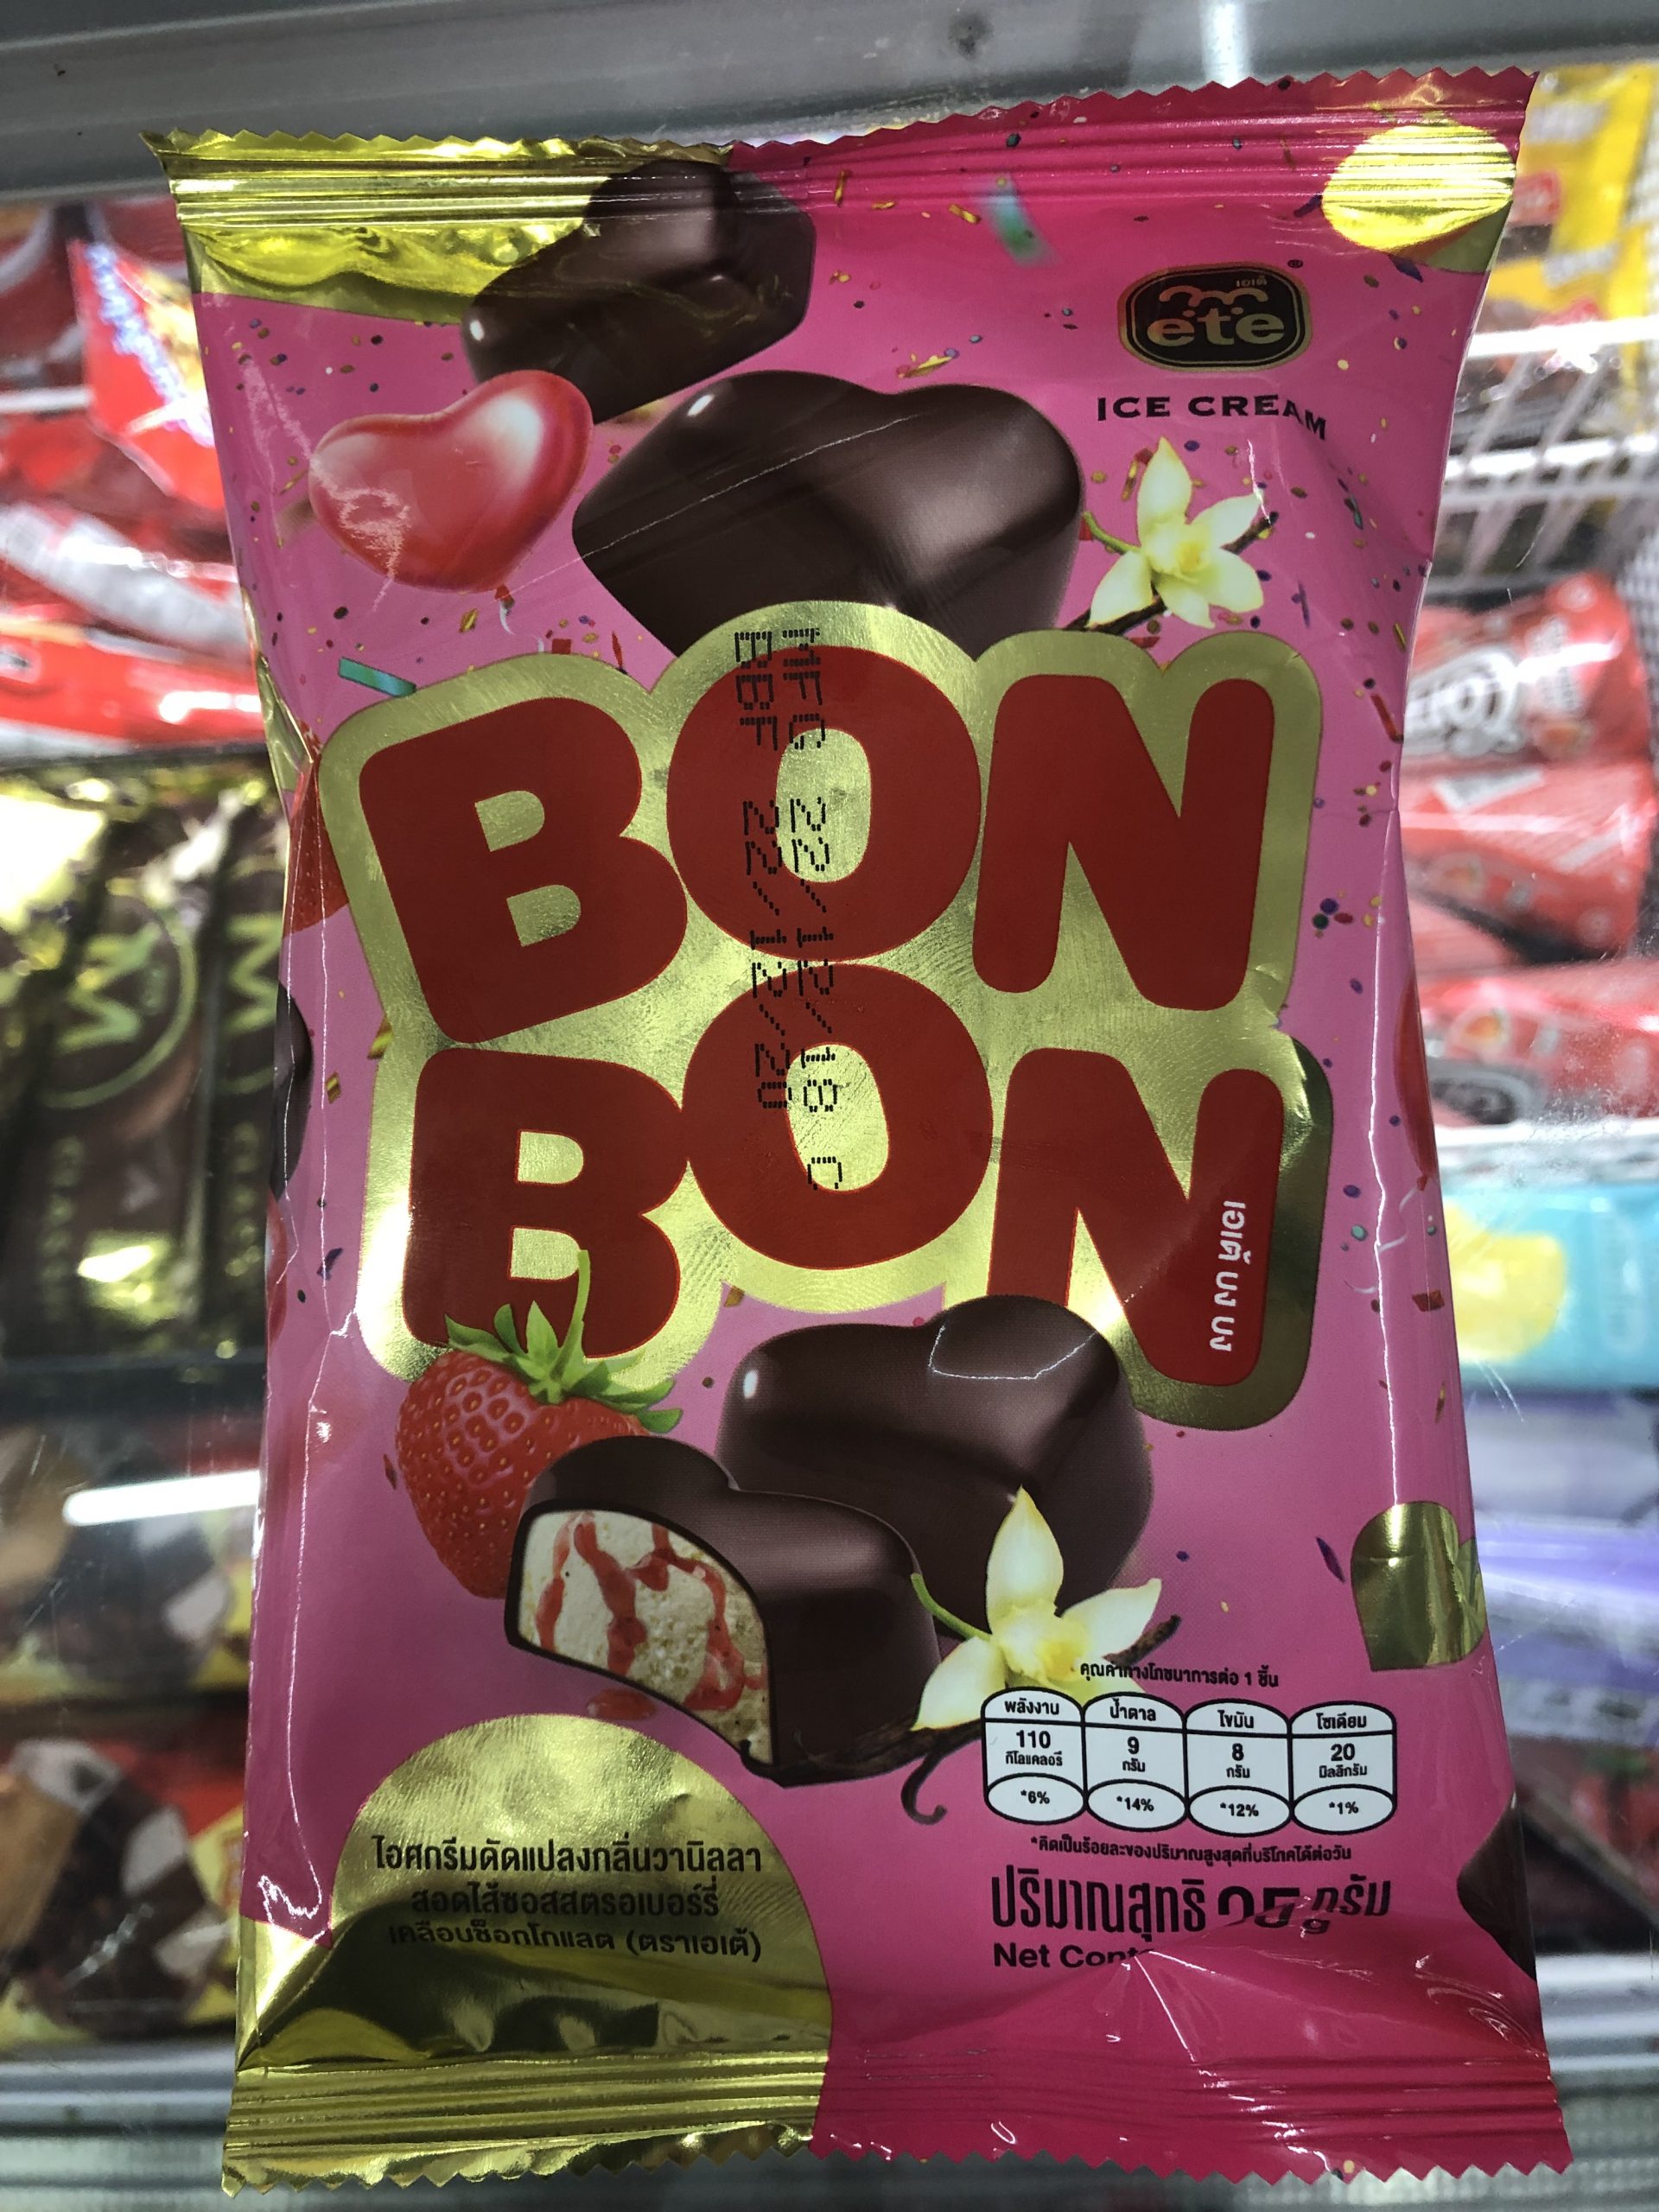 เอเต้
ete
ICE CREAM
BON
BON
เอเต้ บง บง
MFG 22/12/18 C
BBF 22/12/20
คุณค่าทางโภชนาการต่อ 1 ชิ้น
พลังงาน น้ำตาล ไขมัน โซเดียม
110 9 8 20
กิโลแคลอรี กรัม กรัม มิลลิกรัม
*6% *14% *12% *1%
*คิดเป็นร้อยละของปริมาณสูงสุดที่บริโภคได้ต่อวัน
ไอศกรีมดัดแปลงกลิ่นวานิลลา
สอดไส้ซอสสตรอเบอร์รี่
เคลือบช็อกโกแลต (ตราเอเต้)
ปริมาณสุทธิ กรัม
Net